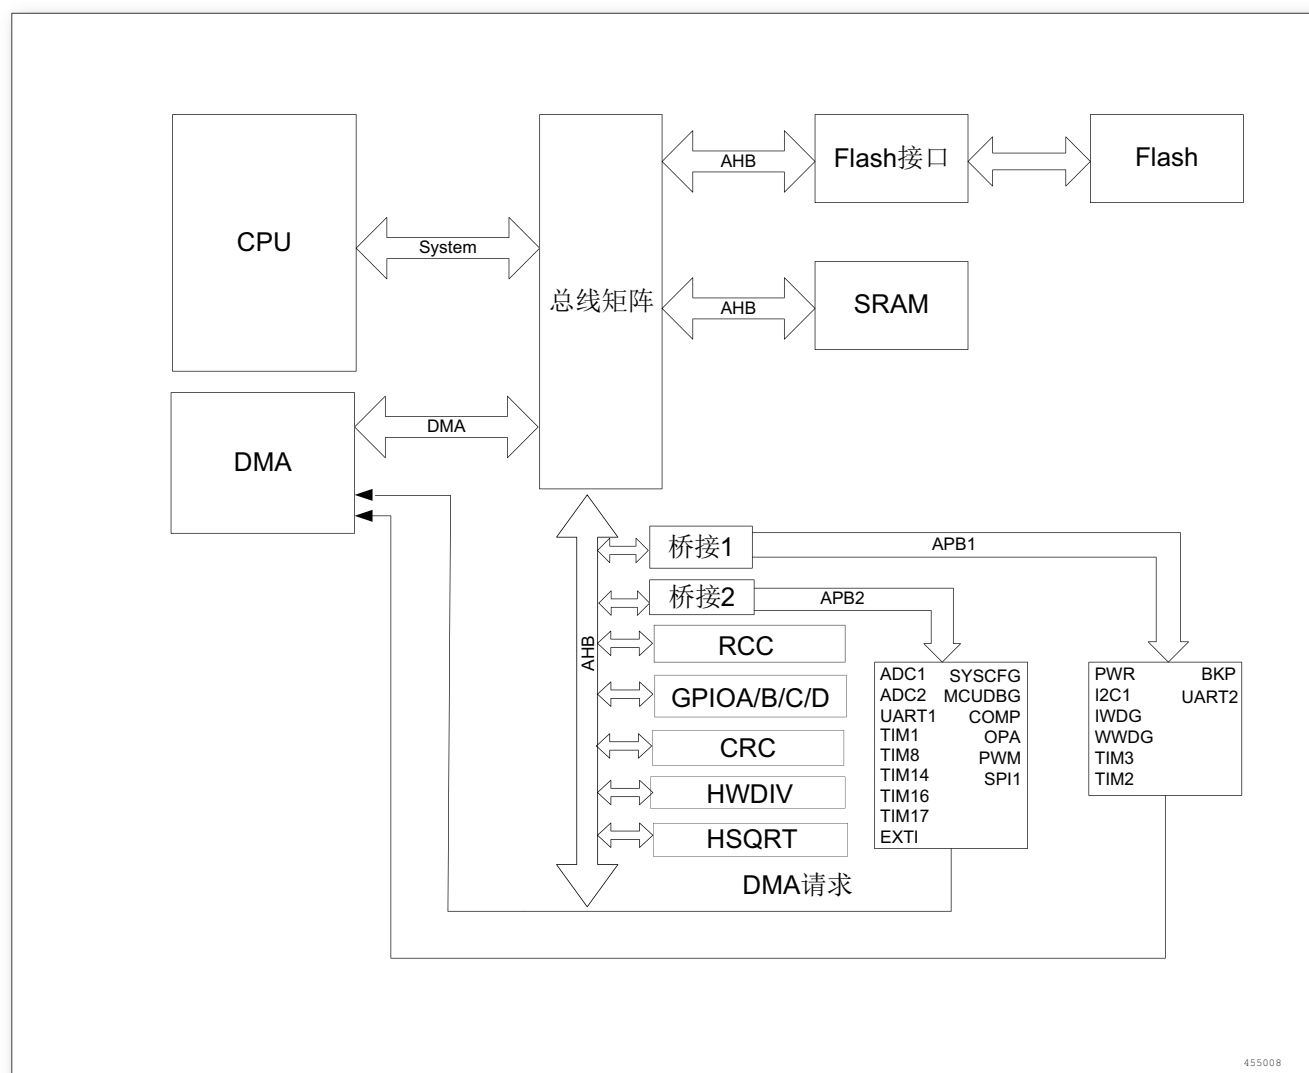 CPU
System
总线矩阵
AHB
Flash接口
Flash
AHB
SRAM
DMA
DMA
AHB
桥接1
APB1
桥接2
APB2
RCC
GPIOA/B/C/D
CRC
HWDIV
HSQRT
ADC1 SYSCFG
ADC2 MCUDBG
UART1 COMP
TIM1 OPA
TIM8 PWM
TIM14 SPI1
TIM16
TIM17
EXTI
PWR BKP
I2C1 UART2
IWDG
WWDG
TIM3
TIM2
DMA请求
455008